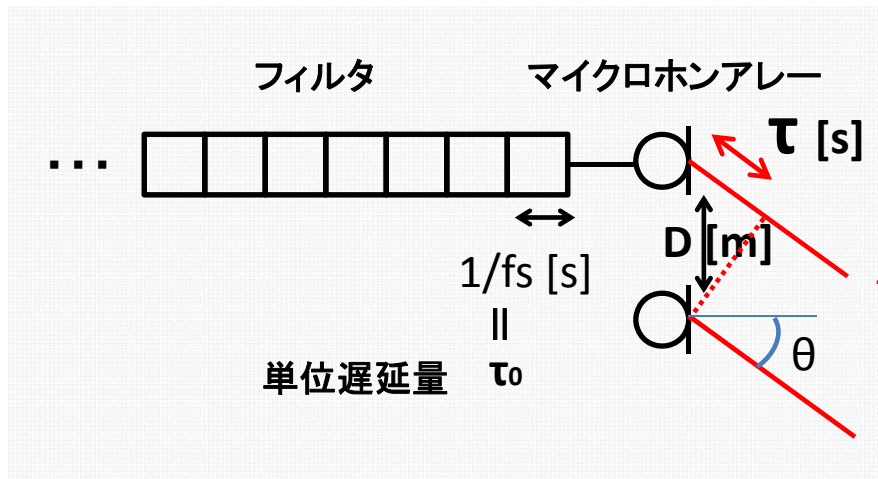 フィルタ
マイクロホンアレー
τ [s]
...
D [m]
1/fs [s]
=
θ
単位遅延量 τ0